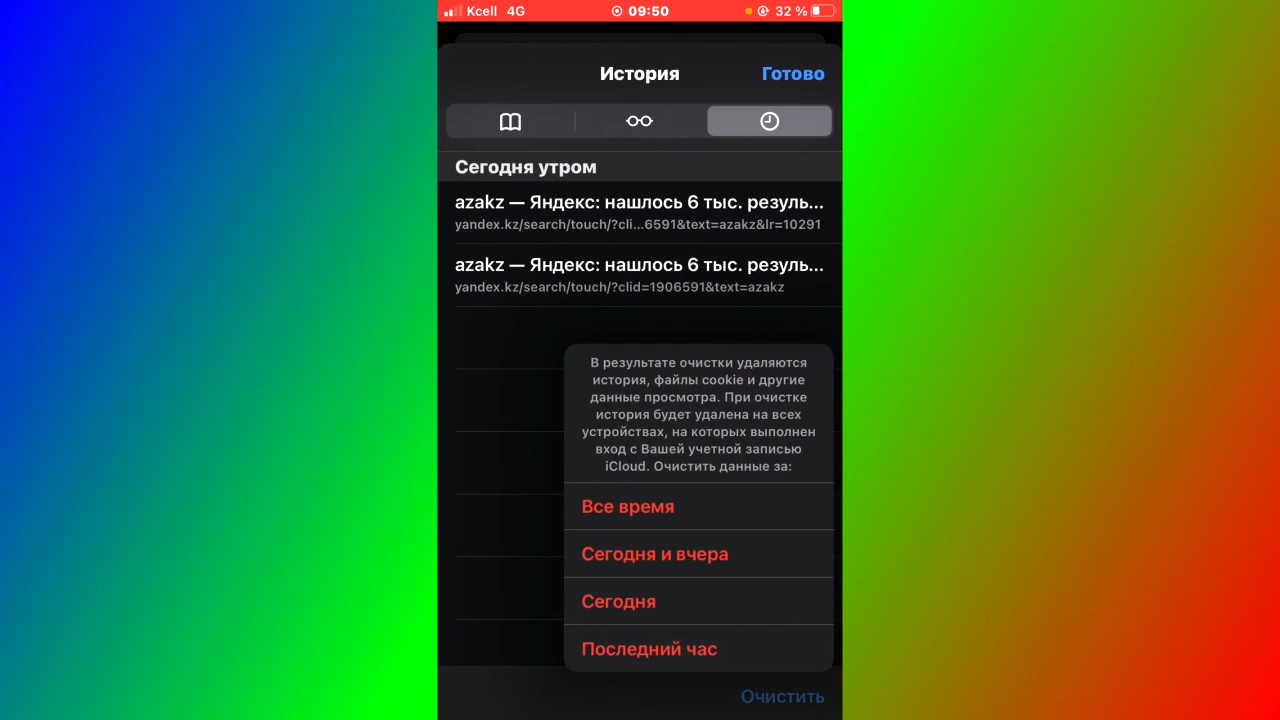 Kcell 4G 09:50 32 %
История Готово
Сегодня утром
azakz — Яндекс: нашлось 6 тыс. резуль...
yandex.kz/search/touch/?cli...6591&text=azakz&lr=10291
azakz — Яндекс: нашлось 6 тыс. резуль...
yandex.kz/search/touch/?clid=1906591&text=azakz
В результате очистки удаляются
история, файлы cookie и другие
данные просмотра. При очистке
история будет удалена на всех
устройствах, на которых выполнен
вход с Вашей учетной записью
iCloud. Очистить данные за:
Все время
Сегодня и вчера
Сегодня
Последний час
Очистить